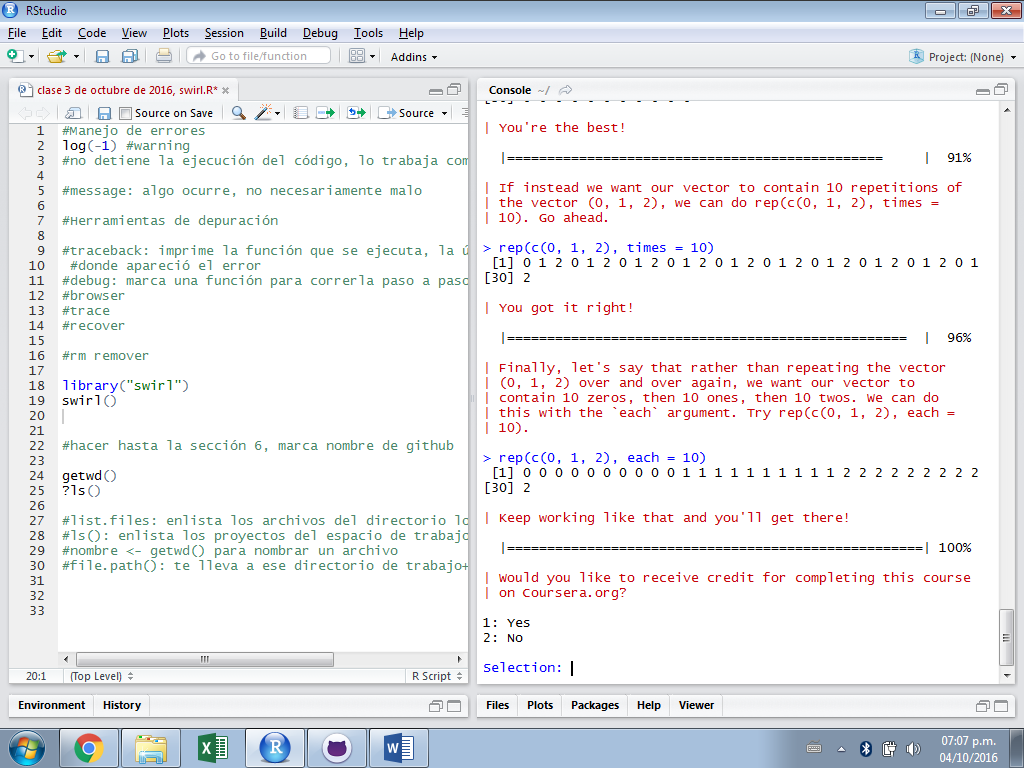 RStudio
File Edit Code View Plots Session Build Debug Tools Help
Go to file/function Addins Project: (None)
clase 3 de octubre de 2016, swirl.R*
Source on Save Source
1 #Manejo de errores
2 log(-1) #warning
3 #no detiene la ejecución del código, lo trabaja com
4
5 #message: algo ocurre, no necesariamente malo
6
7 #Herramientas de depuración
8
9 #traceback: imprime la función que se ejecuta, la ú
10 #donde apareció el error
11 #debug: marca una función para correrla paso a paso
12 #browser
13 #trace
14 #recover
15
16 #rm remover
17
18 library("swirl")
19 swirl()
20
21
22 #hacer hasta la sección 6, marca nombre de github
23
24 getwd()
25 ?ls()
26
27 #list.files: enlista los archivos del directorio lo
28 #ls(): enlista los proyectos del espacio de trabajo
29 #nombre <- getwd() para nombrar un archivo
30 #file.path(): te lleva a ese directorio de trabajo+
31
32
33
20:1 (Top Level) R Script
Environment History
Console ~/
| You're the best!
|===============================================     |  91%
| If instead we want our vector to contain 10 repetitions of
| the vector (0, 1, 2), we can do rep(c(0, 1, 2), times =
| 10). Go ahead.
> rep(c(0, 1, 2), times = 10)
[1] 0 1 2 0 1 2 0 1 2 0 1 2 0 1 2 0 1 2 0 1 2 0 1 2 0 1 2 0 1
[30] 2
| You got it right!
|==================================================  |  96%
| Finally, let's say that rather than repeating the vector
| (0, 1, 2) over and over again, we want our vector to
| contain 10 zeros, then 10 ones, then 10 twos. We can do
| this with the `each` argument. Try rep(c(0, 1, 2), each =
| 10).
> rep(c(0, 1, 2), each = 10)
[1] 0 0 0 0 0 0 0 0 0 0 1 1 1 1 1 1 1 1 1 1 2 2 2 2 2 2 2 2 2
[30] 2
| Keep working like that and you'll get there!
|====================================================| 100%
| Would you like to receive credit for completing this course
| on Coursera.org?
1: Yes
2: No
Selection:
Files Plots Packages Help Viewer
07:07 p.m.
04/10/2016